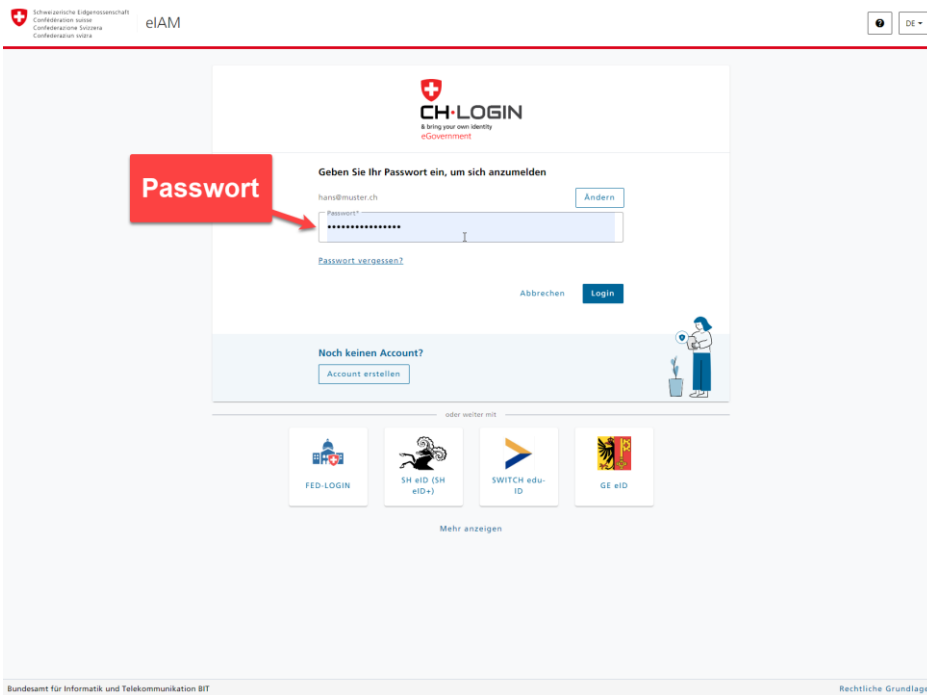 Schweizerische Eidgenossenschaft
Confédération suisse
Confederazione Svizzera
Confederaziun svizra
eIAM
?
DE
CH·LOGIN
& bring your own identity
eGovernment
Geben Sie Ihr Passwort ein, um sich anzumelden
Passwort
hans@muster.ch
Ändern
Passwort*
••••••••••••••••
Passwort vergessen?
Abbrechen
Login
Noch keinen Account?
Account erstellen
oder weiter mit
FED-LOGIN
SH eID (SH
eID+)
SWITCH edu-
ID
GE eID
Mehr anzeigen
Bundesamt für Informatik und Telekommunikation BIT
Rechtliche Grundlage